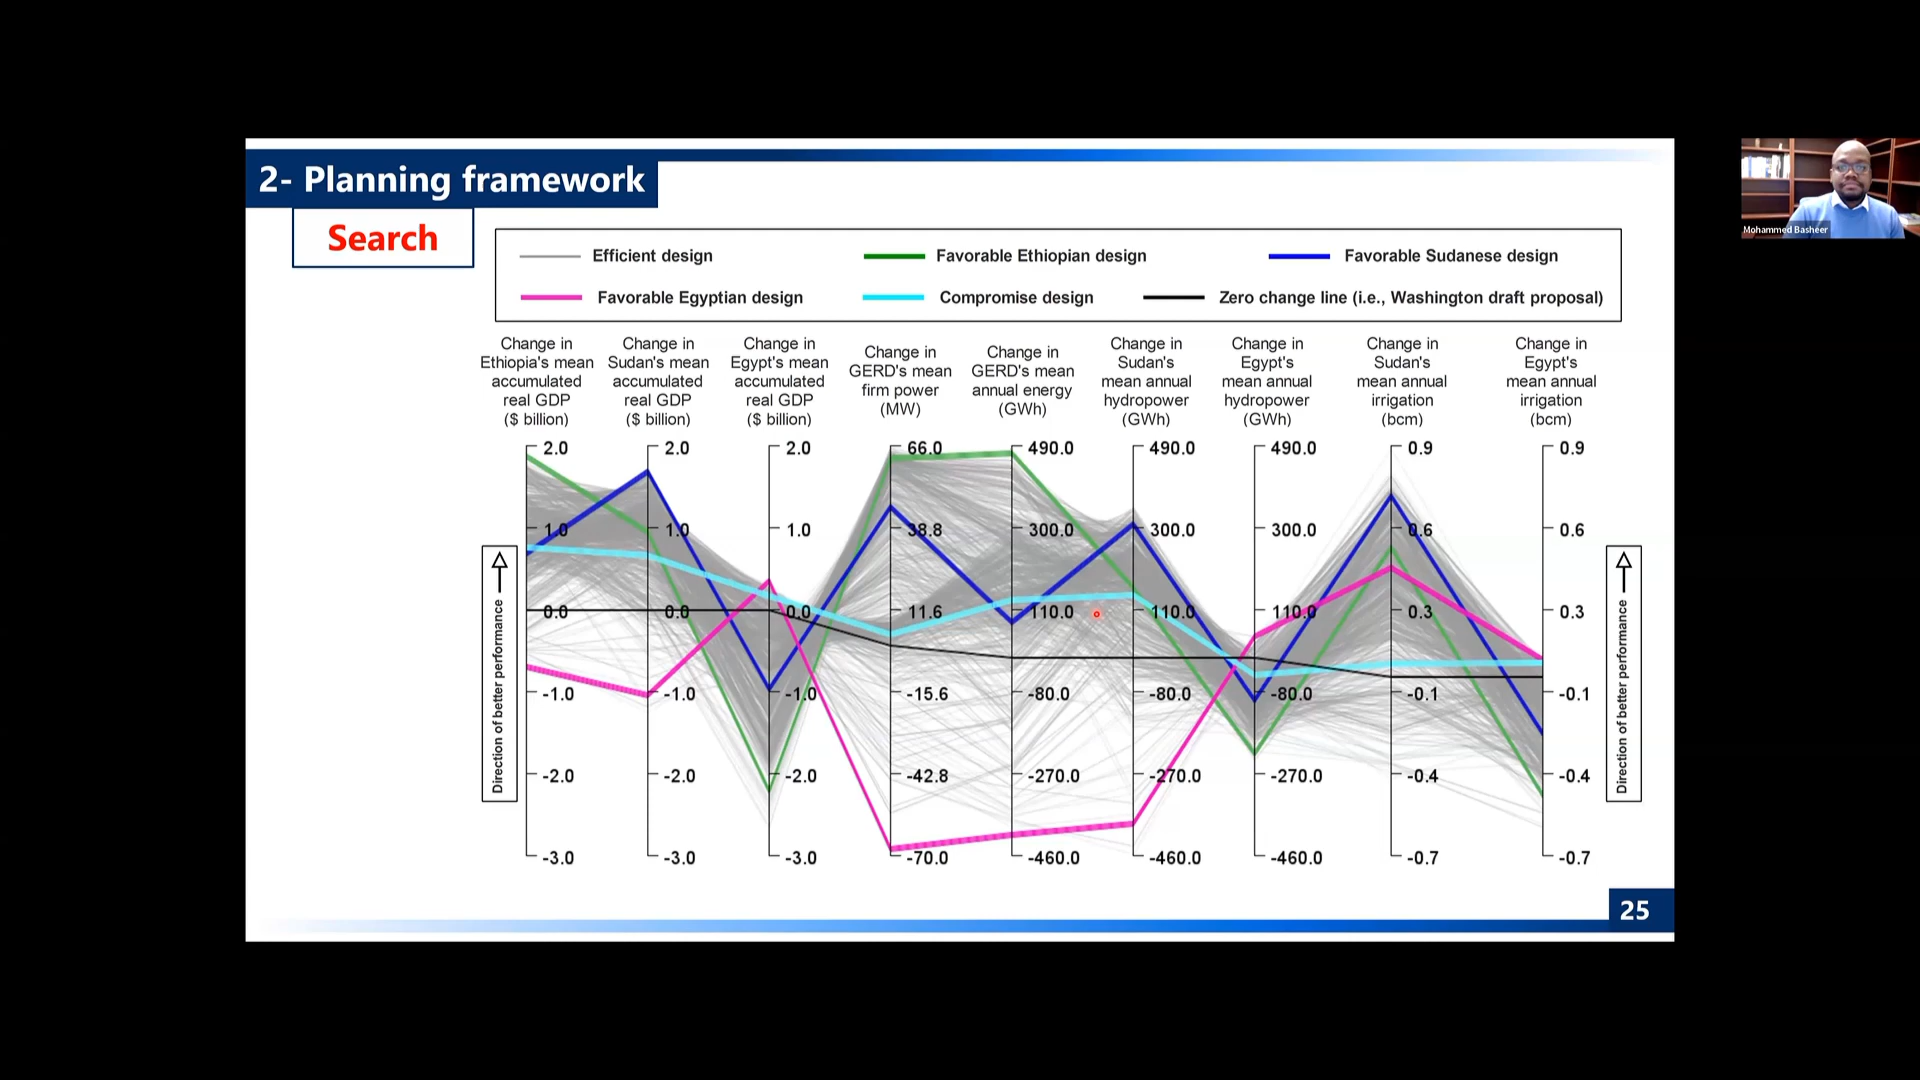 2- Planning framework
Search
Efficient design
Favorable Ethiopian design
Favorable Sudanese design
Favorable Egyptian design
Compromise design
Zero change line (i.e., Washington draft proposal)
Change in
Ethiopia's mean
accumulated
real GDP
($ billion)
Change in
Sudan's mean
accumulated
real GDP
($ billion)
Change in
Egypt's mean
accumulated
real GDP
($ billion)
Change in
GERD's mean
firm power
(MW)
Change in
GERD's mean
annual energy
(GWh)
Change in
Sudan's
mean annual
hydropower
(GWh)
Change in
Egypt's
mean annual
hydropower
(GWh)
Change in
Sudan's
mean annual
irrigation
(bcm)
Change in
Egypt's
mean annual
irrigation
(bcm)
2.0 2.0 2.0 66.0 490.0 490.0 490.0 0.9 0.9
1.0 1.0 1.0 38.8 300.0 300.0 300.0 0.6 0.6
0.0 0.0 0.0 11.6 110.0 110.0 110.0 0.3 0.3
-1.0 -1.0 -1.0 -15.6 -80.0 -80.0 -80.0 -0.1 -0.1
-2.0 -2.0 -2.0 -42.8 -270.0 -270.0 -270.0 -0.4 -0.4
-3.0 -3.0 -3.0 -70.0 -460.0 -460.0 -460.0 -0.7 -0.7
Direction of better performance
Direction of better performance
25
Mohammed Basheer